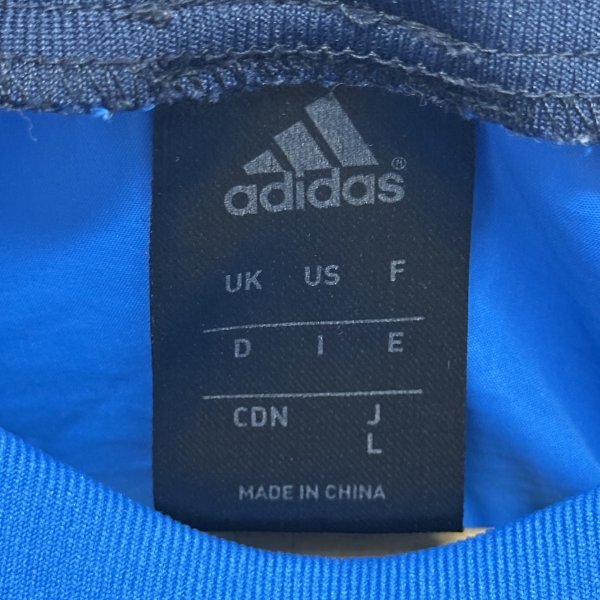 adidas®
UK US F
D I E
CDN J
L
MADE IN CHINA